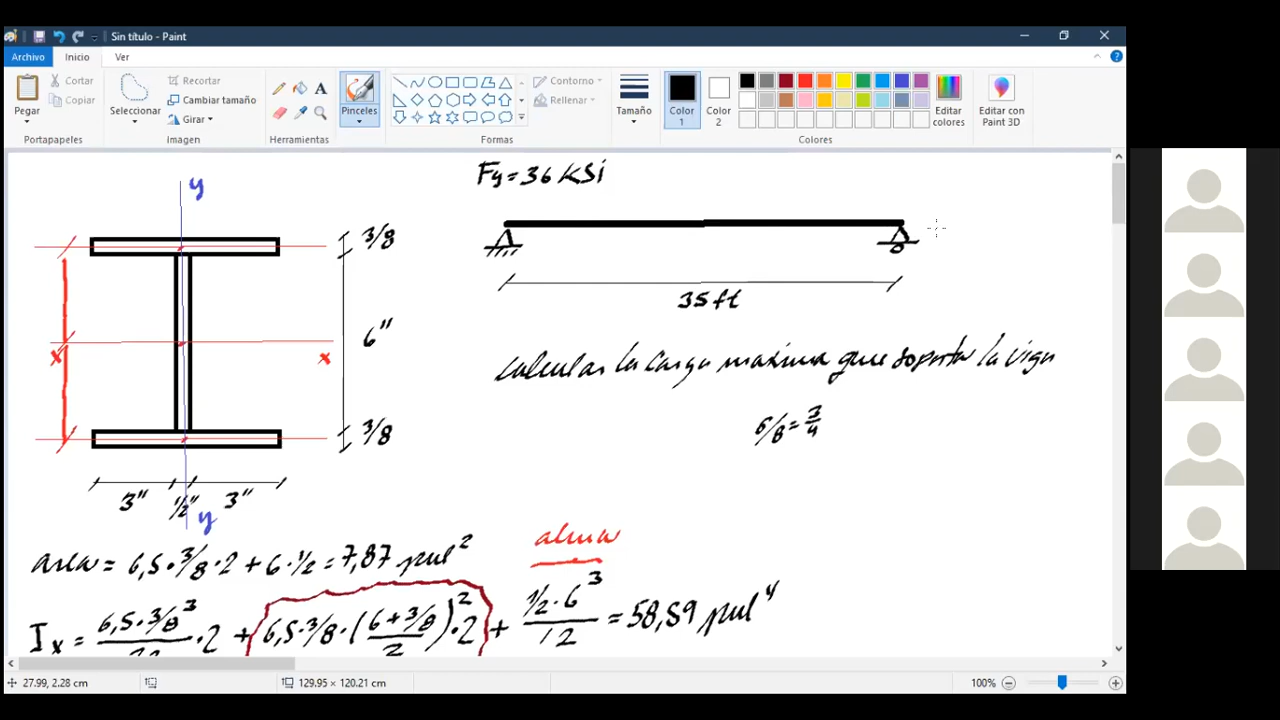 Sin título - Paint
Archivo Inicio Ver
Pegar
Cortar
Copiar
Portapapeles
Seleccionar
Recortar
Cambiar tamaño
Girar
Imagen
A
Herramientas
Pinceles
Contorno
Rellenar
Formas
Tamaño
Color 1
Color 2
Editar colores
Colores
Editar con Paint 3D
Fy = 36 KSi
y
3/8
6"
3/8
x x
3" 1/2" 3"
y
35 ft
calcular la carga maxima que soporta la viga
6/8 = 3/4
area = 6,5·3/8·2 + 6·1/2 = 7,87 pul²
alma
Ix = 6,5·3/8³ ·2 + 6,5·3/8·((6+3/8)/2)²·2 + (1/2·6³)/12 = 58,59 pul⁴
27.99, 2.28 cm
129.95 × 120.21 cm
100%